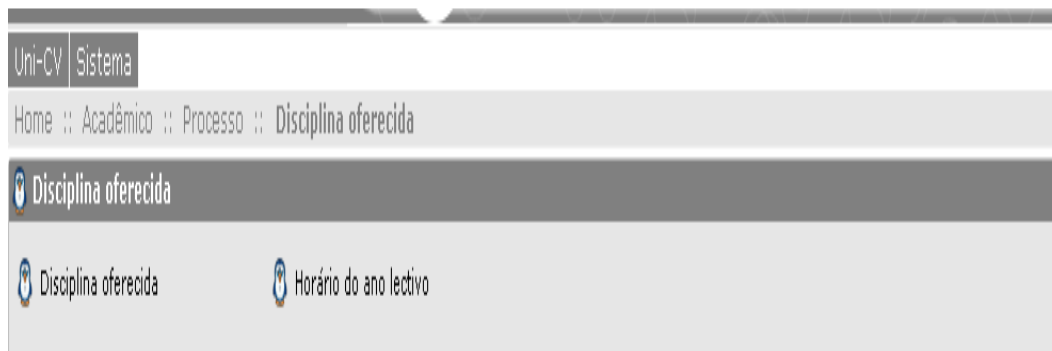 Uni-CV Sistema
Home :: Acadêmico :: Processo :: Disciplina oferecida
Disciplina oferecida
Disciplina oferecida Horário do ano lectivo